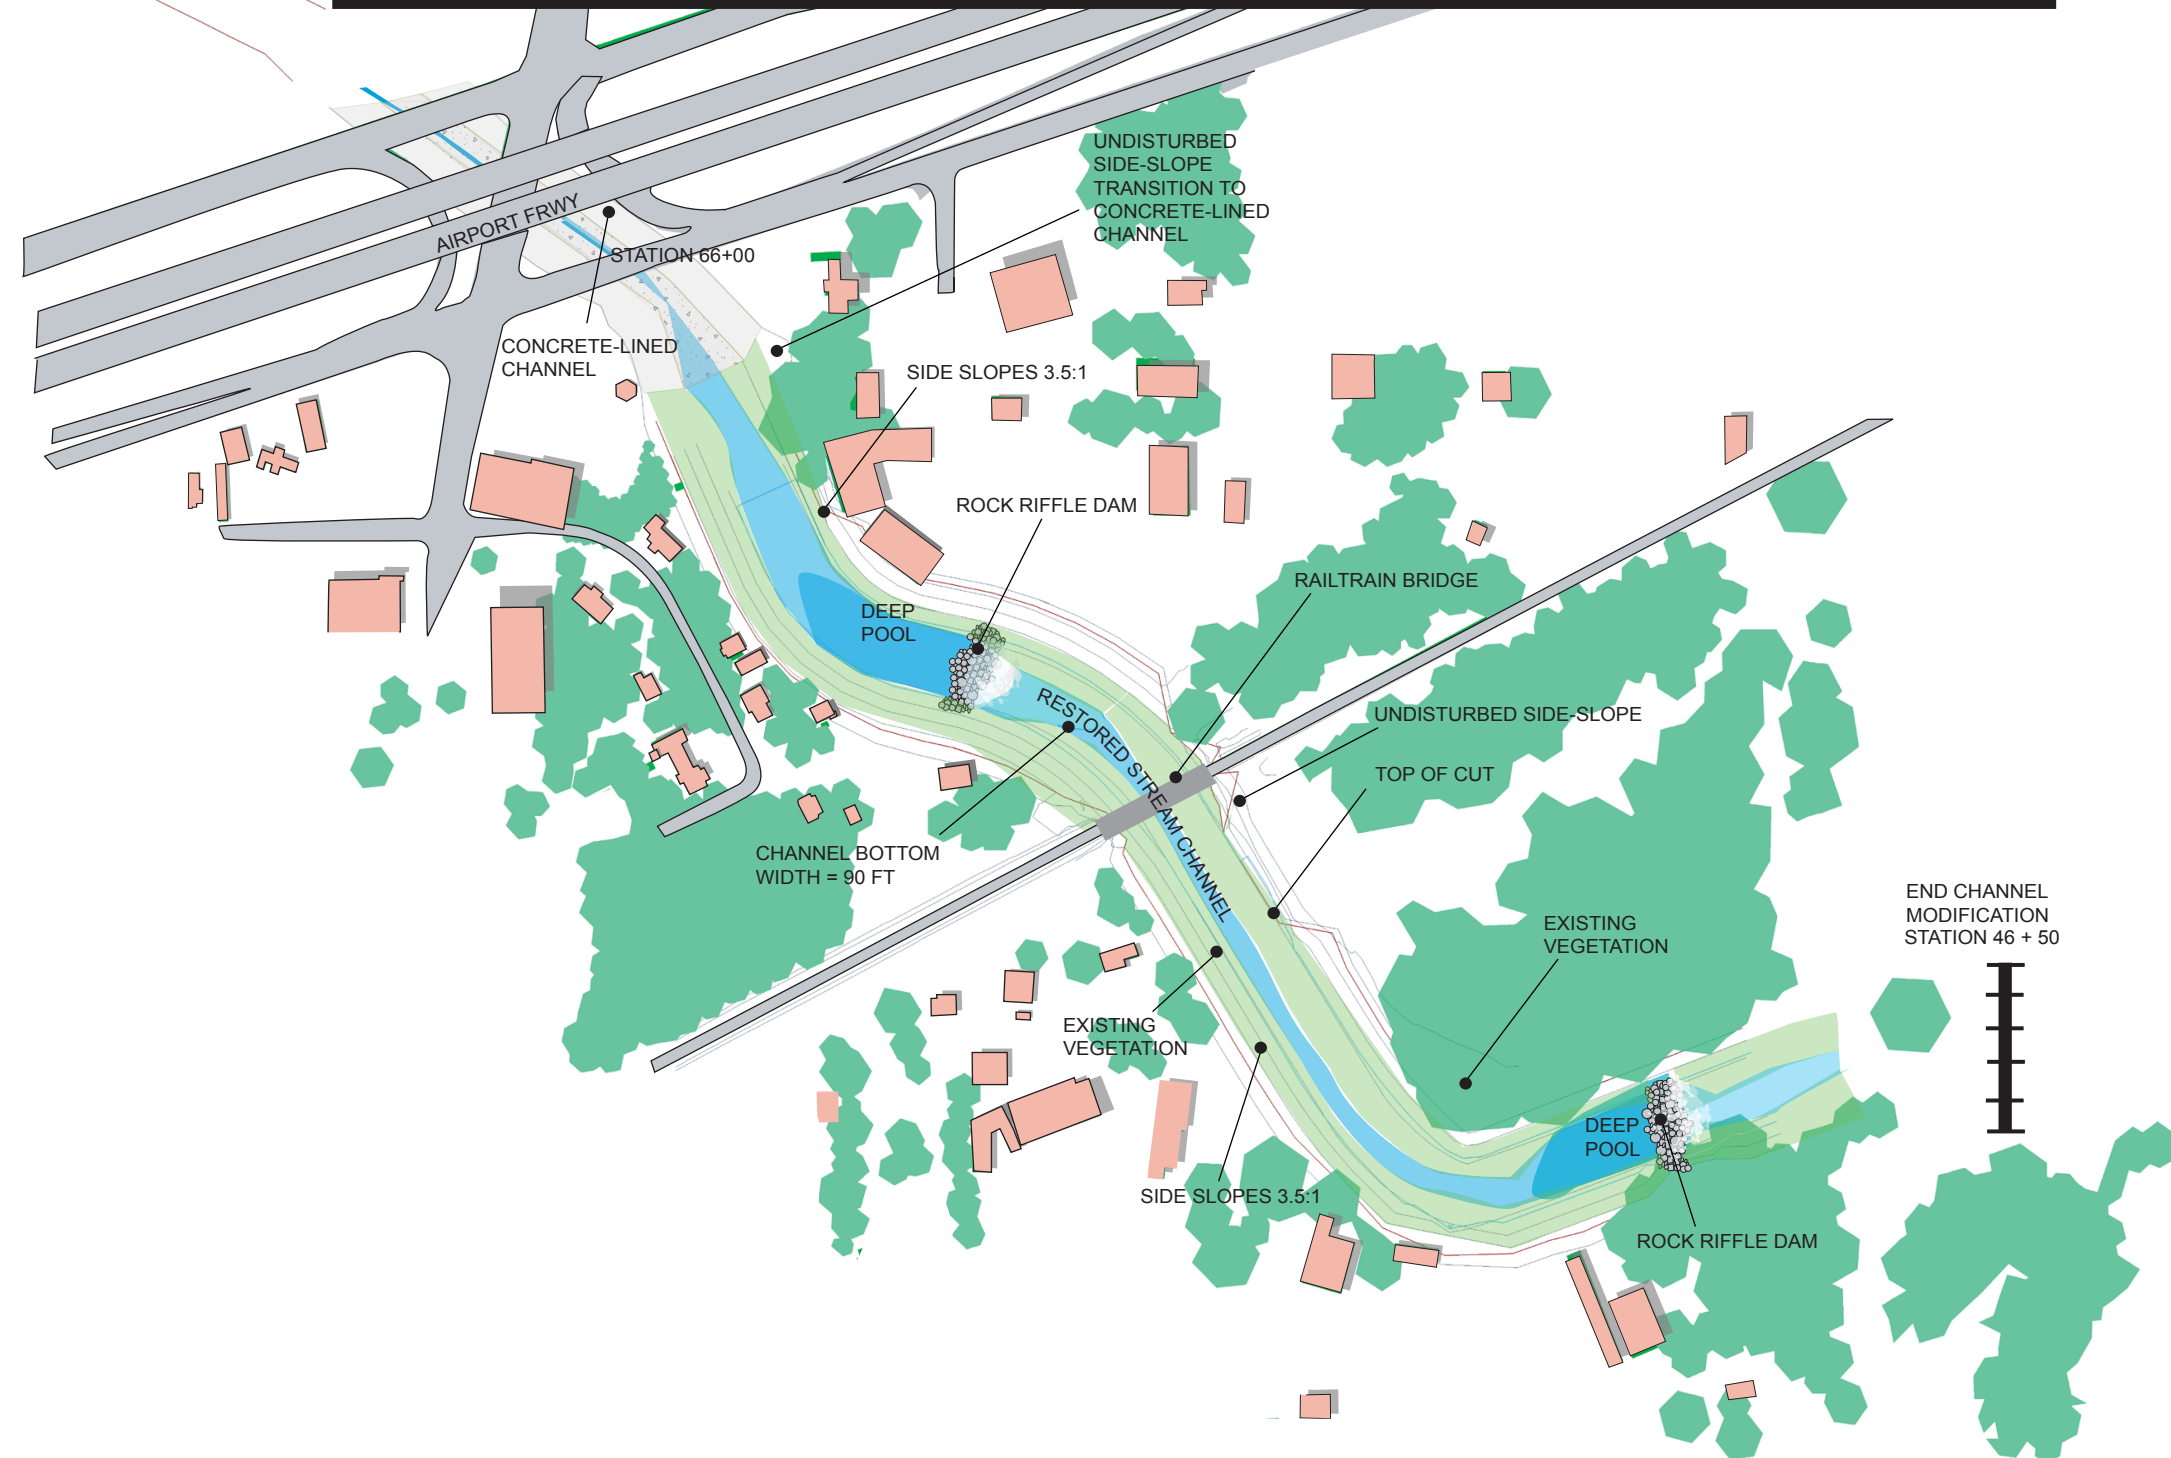 UNDISTURBED
SIDE-SLOPE
TRANSITION TO
CONCRETE-LINED
CHANNEL
AIRPORT FRWY
STATION 66+00
CONCRETE-LINED
CHANNEL
SIDE SLOPES 3.5:1
ROCK RIFFLE DAM
RAILTRAIN BRIDGE
DEEP
POOL
RESTORED STREAM CHANNEL
UNDISTURBED SIDE-SLOPE
TOP OF CUT
CHANNEL BOTTOM
WIDTH = 90 FT
END CHANNEL
MODIFICATION
STATION 46 + 50
EXISTING
VEGETATION
EXISTING
VEGETATION
DEEP
POOL
SIDE SLOPES 3.5:1
ROCK RIFFLE DAM